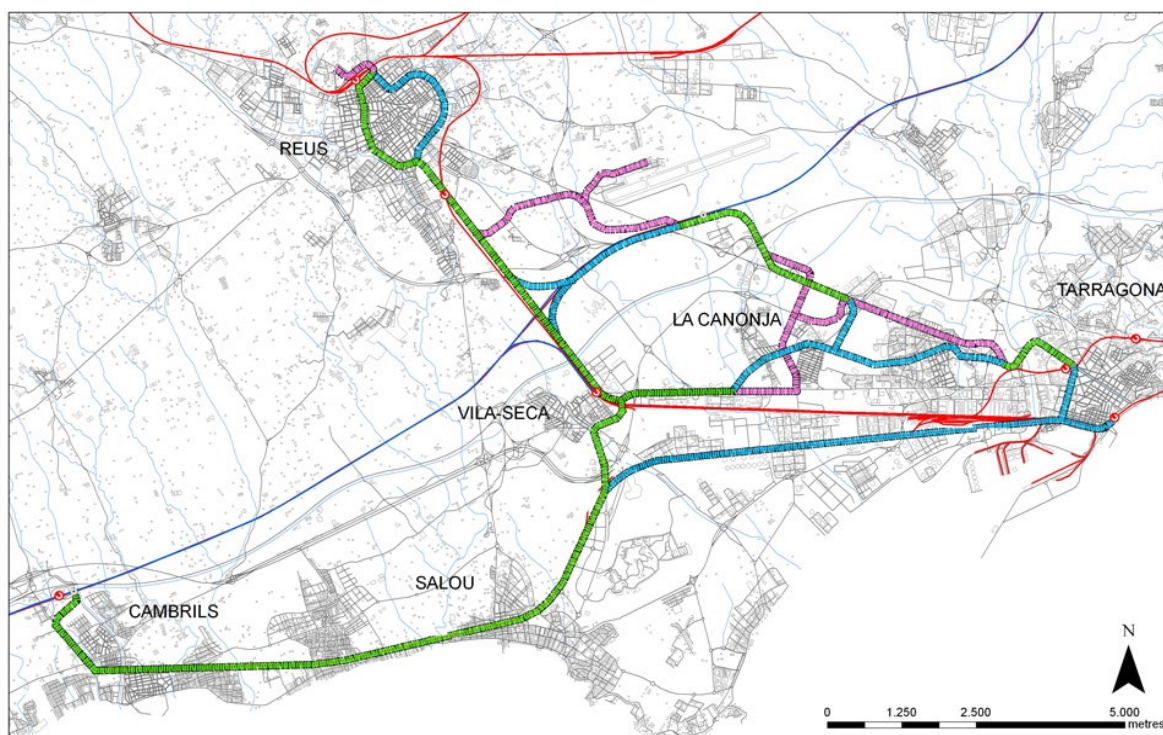 REUS
TARRAGONA
LA CANONJA
VILA-SECA
SALOU
CAMBRILS
N
0 1.250 2.500 5.000
metres